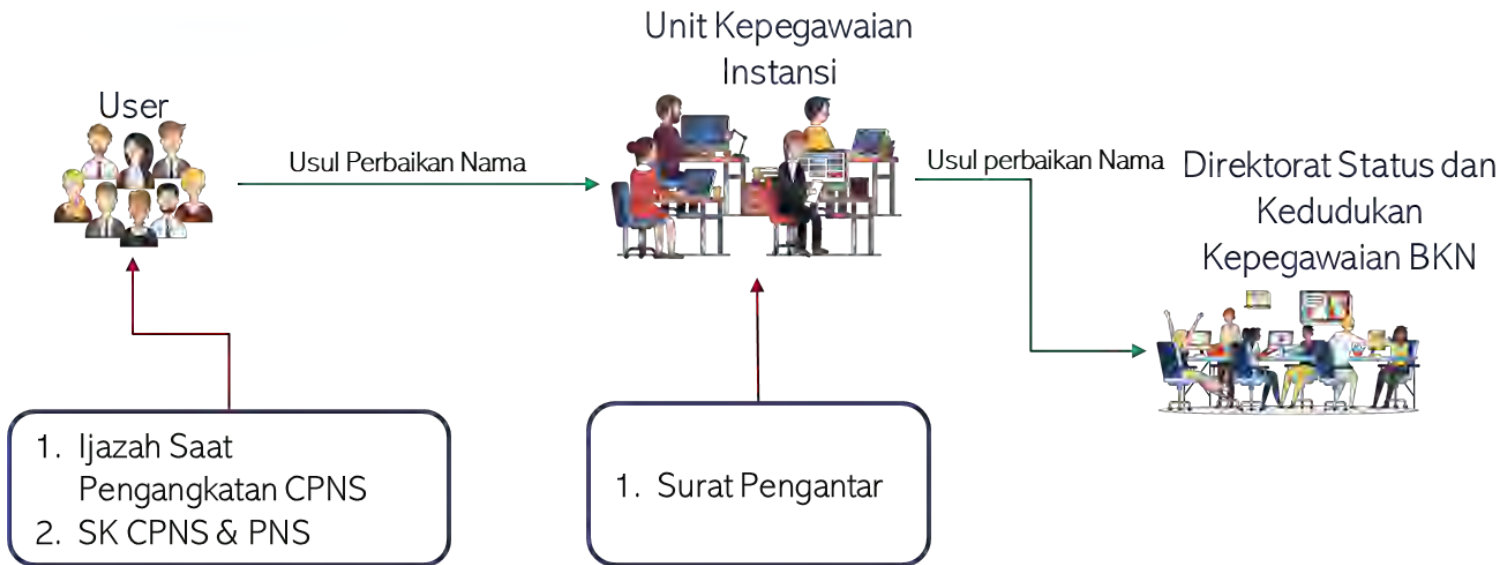 User
Usul Perbaikan Nama
Unit Kepegawaian
Instansi
Usul perbaikan Nama
Direktorat Status dan
Kedudukan
Kepegawaian BKN
1. Ijazah Saat
Pengangkatan CPNS
2. SK CPNS & PNS
1. Surat Pengantar